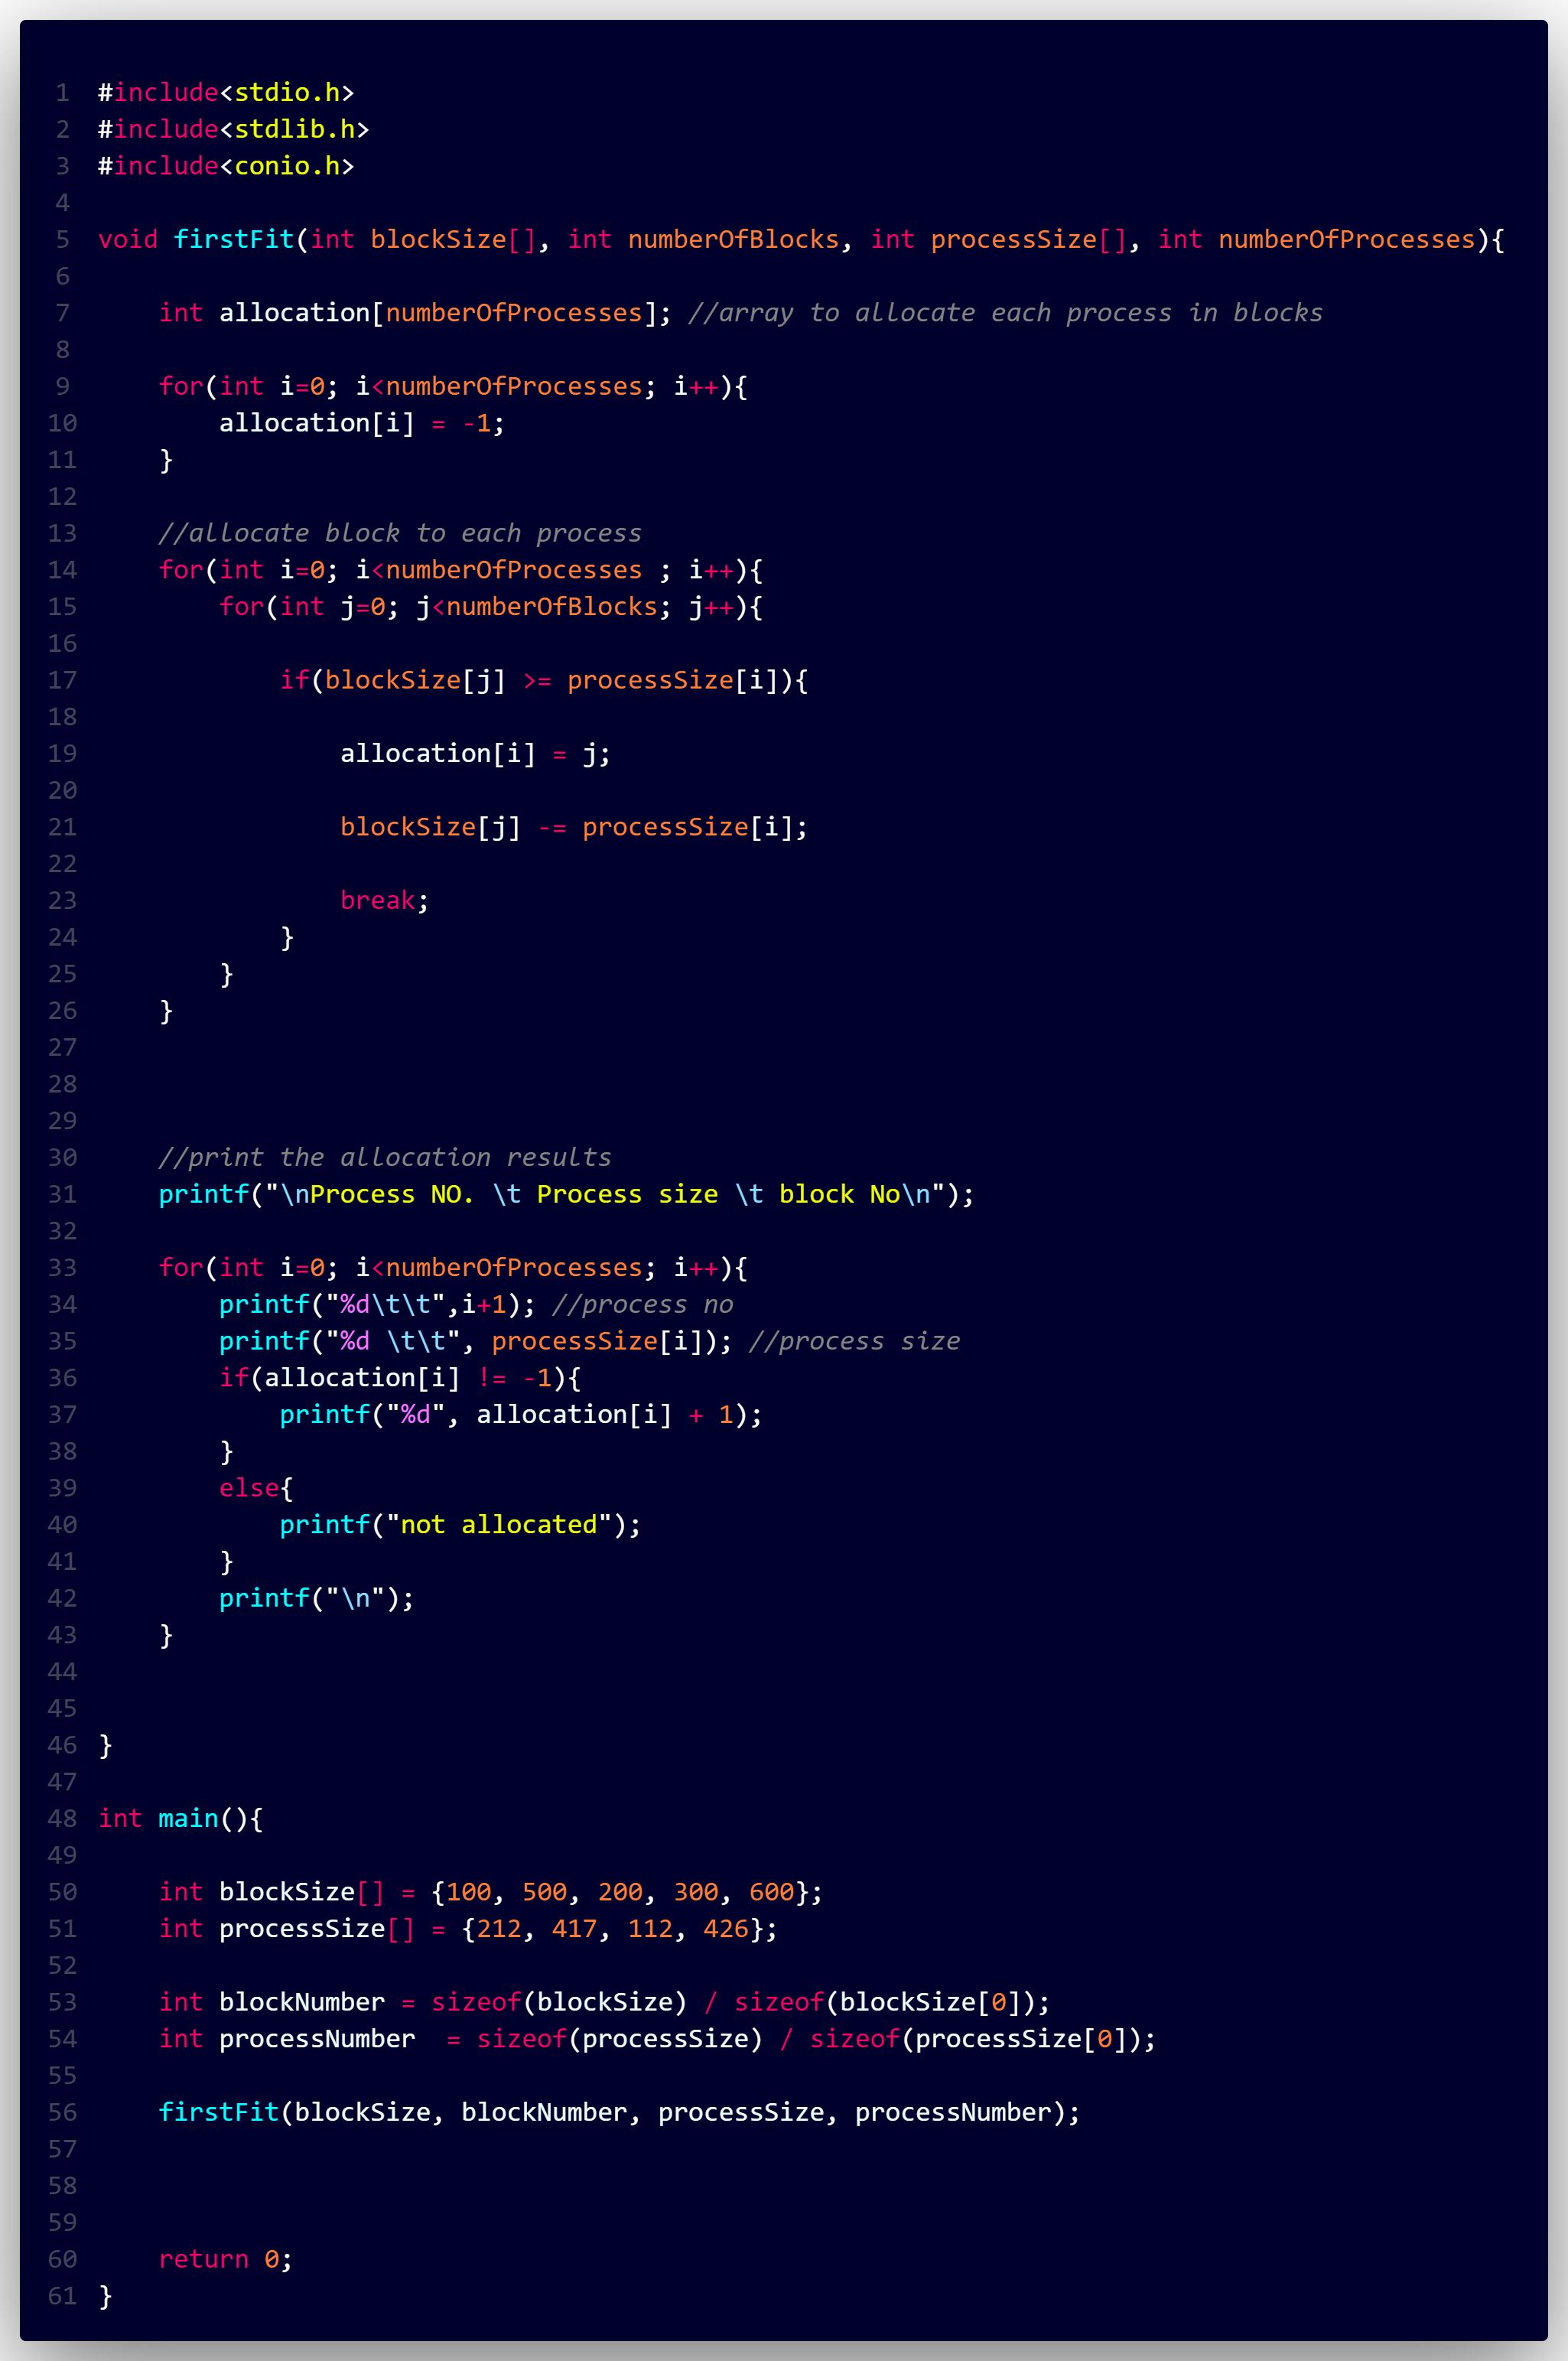 1 #include<stdio.h>
2 #include<stdlib.h>
3 #include<conio.h>
4
5 void firstFit(int blockSize[], int numberOfBlocks, int processSize[], int numberOfProcesses){
6
7     int allocation[numberOfProcesses]; //array to allocate each process in blocks
8
9     for(int i=0; i<numberOfProcesses; i++){
10         allocation[i] = -1;
11     }
12
13     //allocate block to each process
14     for(int i=0; i<numberOfProcesses ; i++){
15         for(int j=0; j<numberOfBlocks; j++){
16
17             if(blockSize[j] >= processSize[i]){
18
19                 allocation[i] = j;
20
21                 blockSize[j] -= processSize[i];
22
23                 break;
24             }
25         }
26     }
27
28
29
30     //print the allocation results
31     printf("\nProcess NO. \t Process size \t block No\n");
32
33     for(int i=0; i<numberOfProcesses; i++){
34         printf("%d\t\t",i+1); //process no
35         printf("%d \t\t", processSize[i]); //process size
36         if(allocation[i] != -1){
37             printf("%d", allocation[i] + 1);
38         }
39         else{
40             printf("not allocated");
41         }
42         printf("\n");
43     }
44
45
46 }
47
48 int main(){
49
50     int blockSize[] = {100, 500, 200, 300, 600};
51     int processSize[] = {212, 417, 112, 426};
52
53     int blockNumber = sizeof(blockSize) / sizeof(blockSize[0]);
54     int processNumber  = sizeof(processSize) / sizeof(processSize[0]);
55
56     firstFit(blockSize, blockNumber, processSize, processNumber);
57
58
59
60     return 0;
61 }